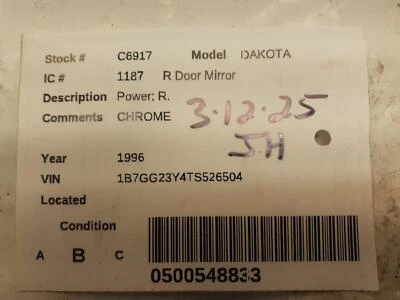 Stock # C6917 Model DAKOTA
IC # 1187 R Door Mirror
Description Power; R.
Comments CHROME
3-12-25
JH
Year 1996
VIN 1B7GG23Y4TS526504
Located
Condition
A B C
0500548833